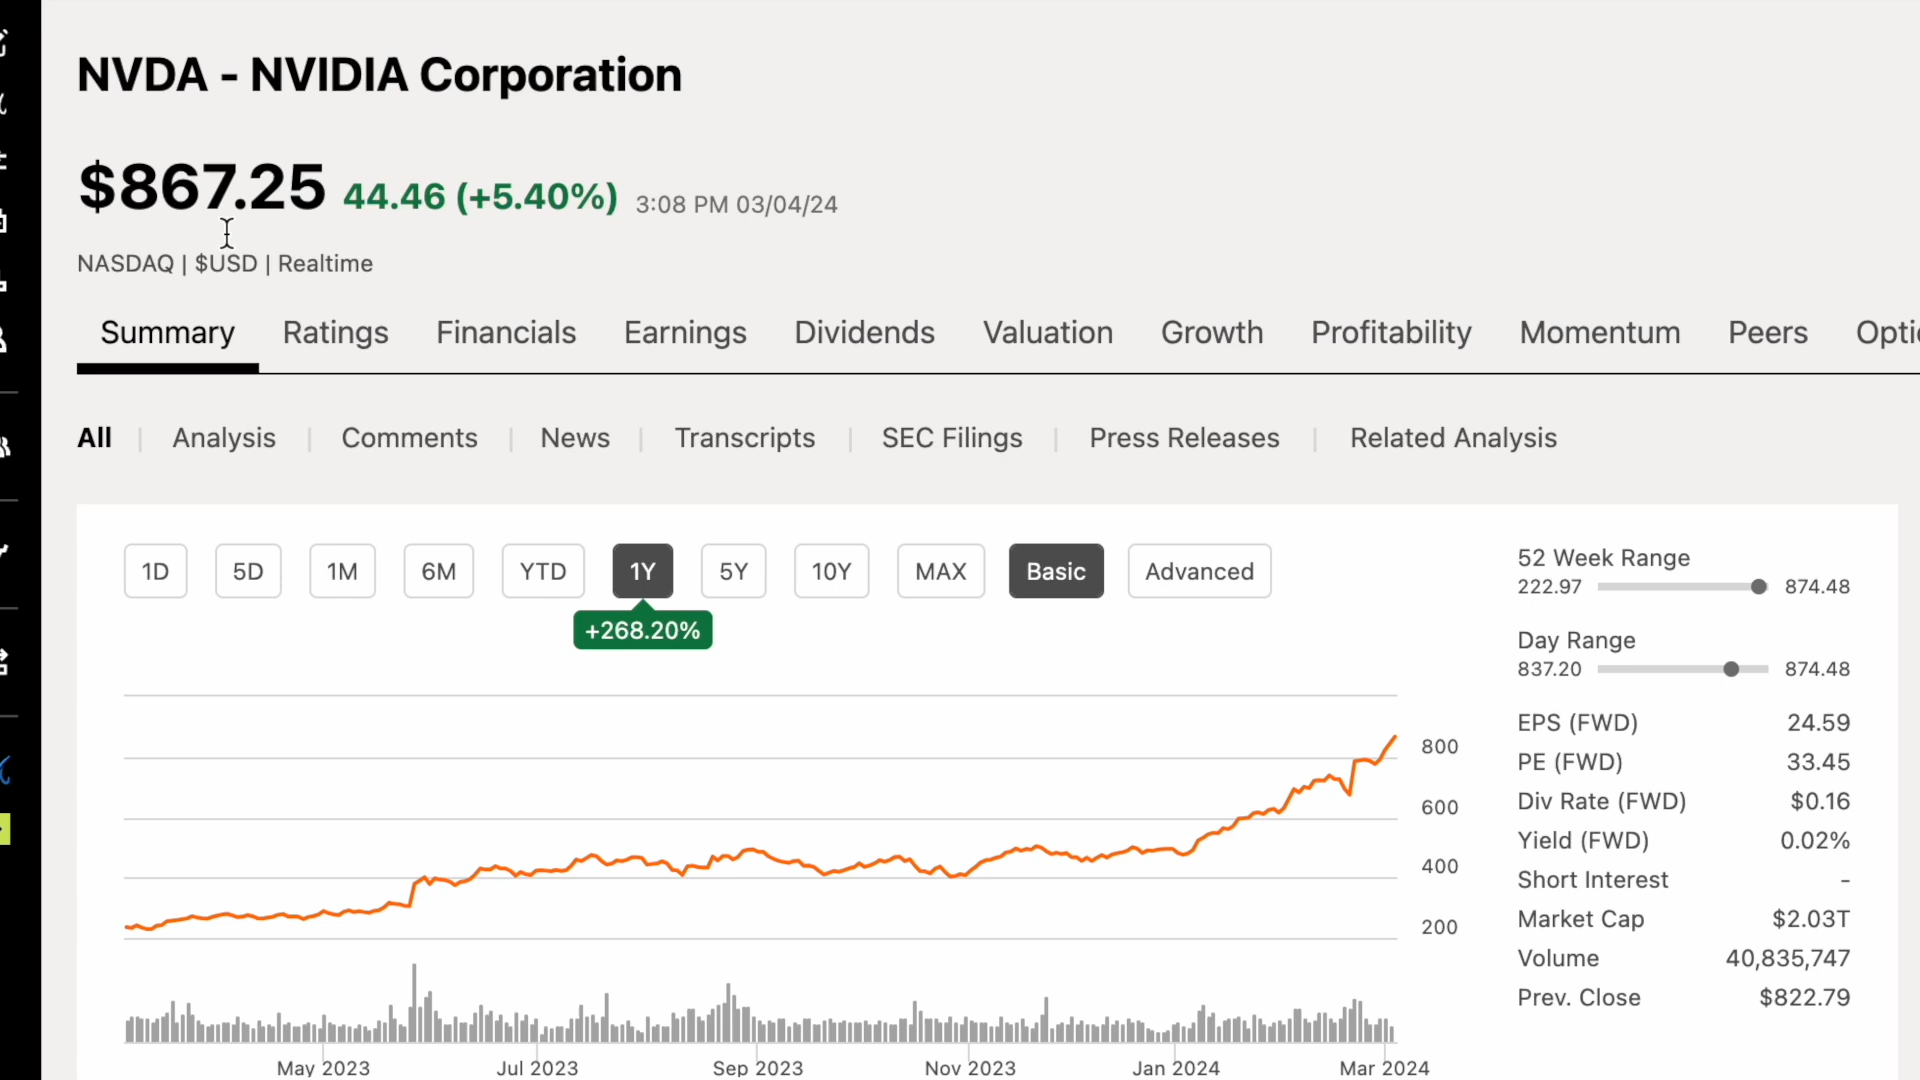 NVDA - NVIDIA Corporation
$867.25 44.46 (+5.40%) 3:08 PM 03/04/24
NASDAQ | $USD | Realtime
Summary Ratings Financials Earnings Dividends Valuation Growth Profitability Momentum Peers
All | Analysis | Comments | News | Transcripts | SEC Filings | Press Releases | Related Analysis
1D 5D 1M 6M YTD 1Y 5Y 10Y MAX Basic Advanced
+268.20%
800
600
400
200
May 2023 Jul 2023 Sep 2023 Nov 2023 Jan 2024 Mar 2024
52 Week Range
222.97 874.48
Day Range
837.20 874.48
EPS (FWD) 24.59
PE (FWD) 33.45
Div Rate (FWD) $0.16
Yield (FWD) 0.02%
Short Interest -
Market Cap $2.03T
Volume 40,835,747
Prev. Close $822.79